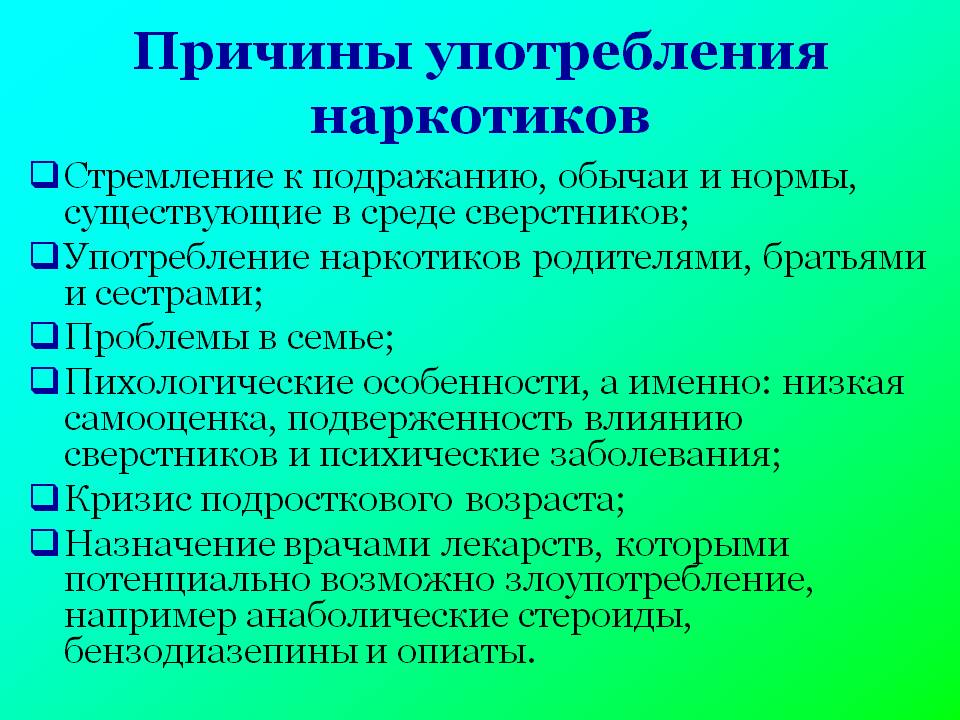 Причины употребления
наркотиков
Стремление к подражанию, обычаи и нормы,
существующие в среде сверстников;
Употребление наркотиков родителями, братьями
и сестрами;
Проблемы в семье;
Пихологические особенности, а именно: низкая
самооценка, подверженность влиянию
сверстников и психические заболевания;
Кризис подросткового возраста;
Назначение врачами лекарств, которыми
потенциально возможно злоупотребление,
например анаболические стероиды,
бензодиазепины и опиаты.